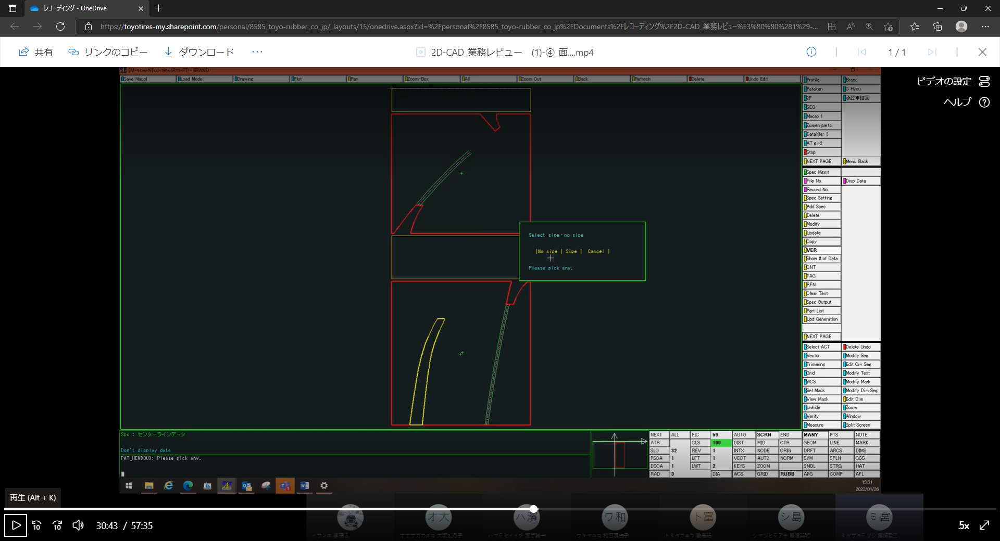 レコーディング - OneDrive
https://toyotires-my.sharepoint.com/personal/8585_toyo-rubber_co_jp/_layouts/15/onedrive.aspx?id=%2Fpersonal%2F8585_toyo-rubber_co_jp%2FDocuments%2Fレコーディング%2F2D-CAD_業務レビュー%E3%80%80%281%29-...
共有 リンクのコピー ダウンロード ... 2D-CAD_業務レビュー (1)-④_面....mp4 1 / 1
ビデオの設定
ヘルプ
[M-4796-NE03-19565R15-PT] - BRAND
Save Model Load Model Drawing Plot Pan Zoom-Box All Zoom Out Back Refresh Delete Undo Edit
Profile Brand
Pataken C Hyou
2P 承認申請図
SEG
Macro 1
Zumen parts
DataXfer 3
AT gi-2
Stop
NEXT PAGE Menu Back
Spec Mgmt
File No. Disp Data
Record No.
Spec Setting
Add Spec
Delete
Modify
Update
Copy
VER
Show # of Data
GNT
TAG
RFN
Clear Text
Spec Output
Part List
Upd Generation
NEXT PAGE
Select ACT Delete Undo
Vector Modify Seg
Trimming Edit Crv Seg
Grid Modify Text
WCS Modify Mark
Sel Mask Modify Dim Seg
View Mask Edit Dim
Unhide Zoom
Verify Window
Measure Split Screen
Select sipe・no sipe
|No sipe | Sipe | Cancel |
Please pick any.
Spc : センターラインデータ
Don't display data
PAT_HENDOU3: Please pick any.
NEXT ALL PIC 59 AUTO SCRN END MANY PTS NOTE
ATR CLS 100 DIST MID CTR GEOM LINE MARK
SLO 32 REV 1 INTX NODE ORIG DRFT ARCS DIMS
PSCA 1 LFT 1 VECT AUT2 NORM SYM SPLN GCS
DSCA 1 LWT 2 KEYS ZOOM SMDL STRG HAT
RAD 3 DIA WCS GRID RUBB APG COMP AFL
15:31
2022/01/26
再生 (Alt + K)
オ大 ハ濱 ワ和 ト富 シ島 ミ宮
10 10 30:43 / 57:35 .5x